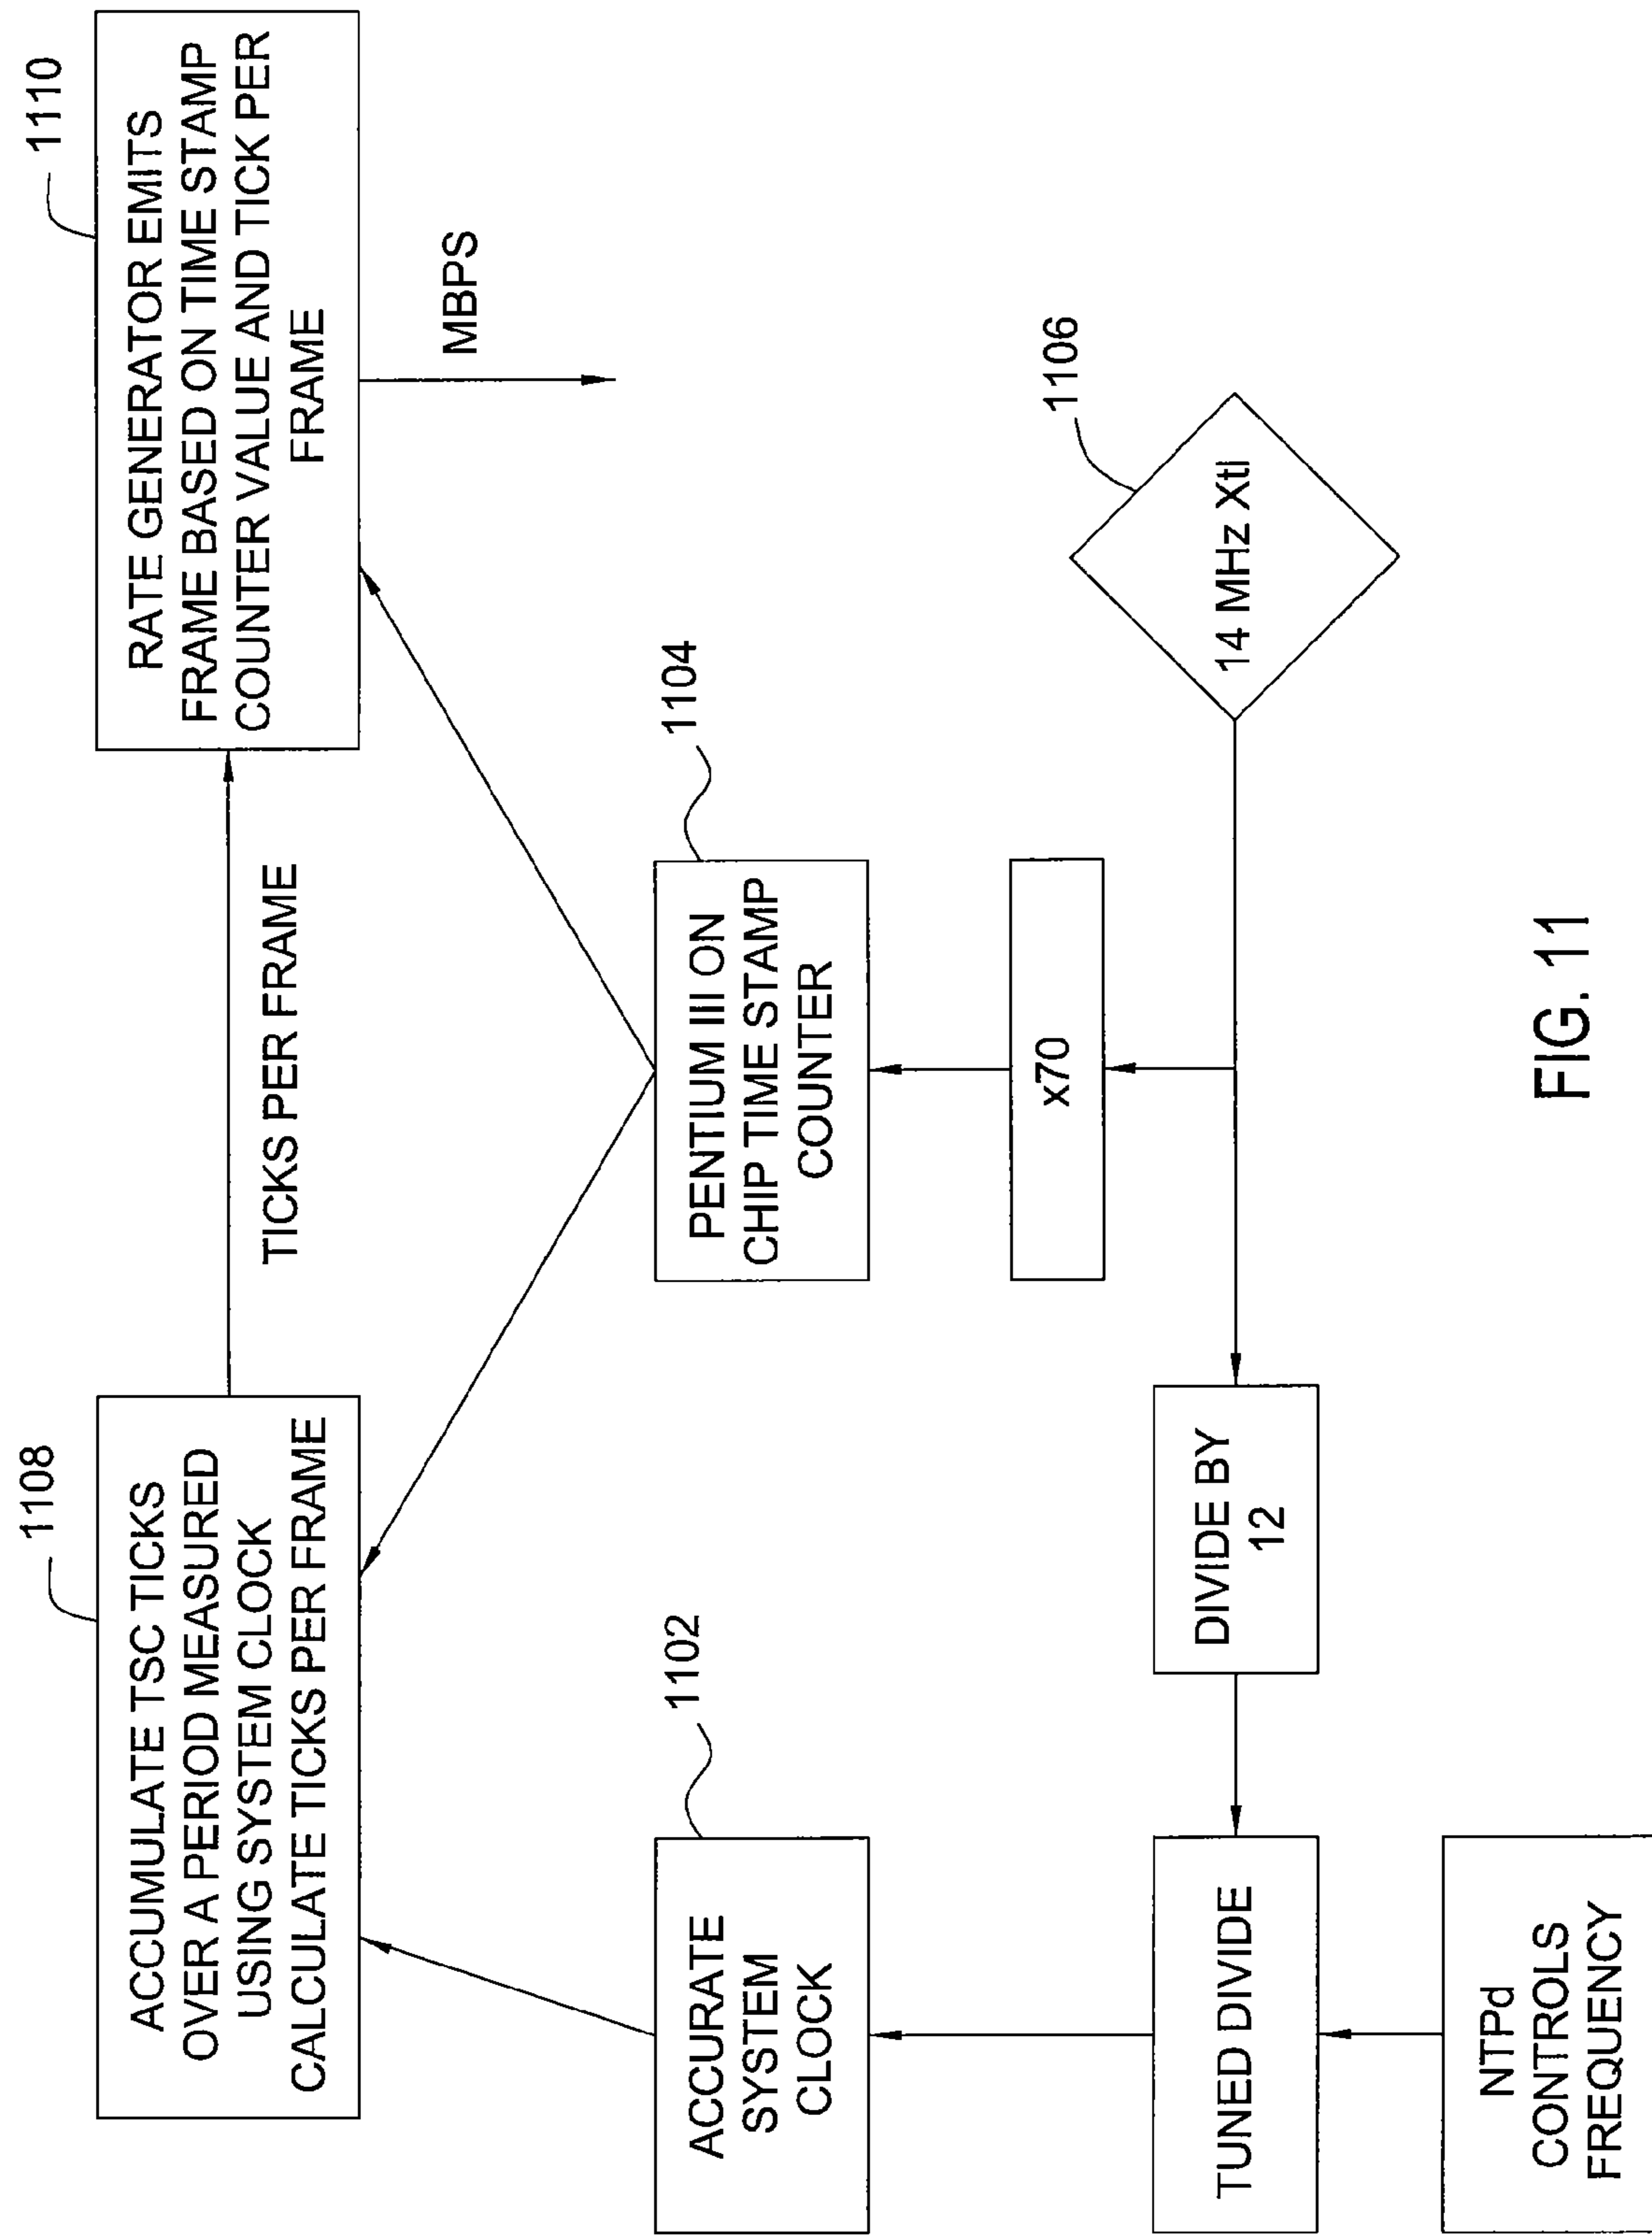 1108
ACCUMULATE TSC TICKS
OVER A PERIOD MEASURED
USING SYSTEM CLOCK
CALCULATE TICKS PER FRAME
TICKS PER FRAME
1110
RATE GENERATOR EMITS
FRAME BASED ON TIME STAMP
COUNTER VALUE AND TICK PER
FRAME
MBPS
1102
ACCURATE
SYSTEM
CLOCK
1104
PENTIUM III ON
CHIP TIME STAMP
COUNTER
x70
1106
14 MHz Xtl
TUNED DIVIDE
DIVIDE BY
12
NTPd
CONTROLS
FREQUENCY
FIG. 11